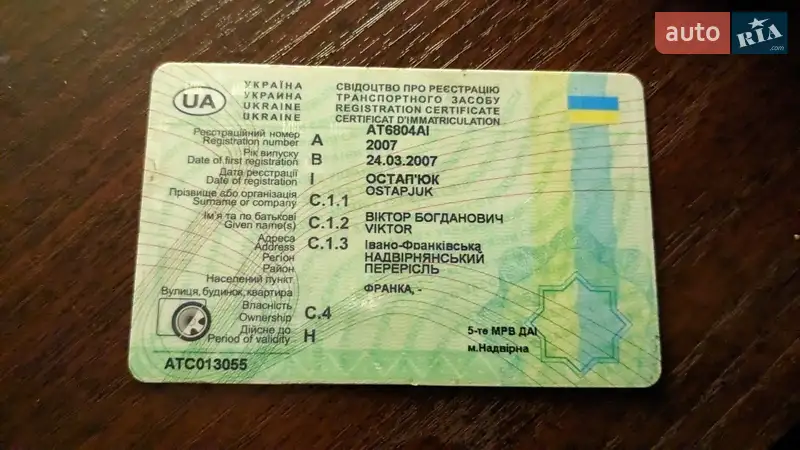 auto RIA .com
UA
УКРАЇНА
УКРАИНА
UKRAINE
UKRAINE
СВІДОЦТВО ПРО РЕЄСТРАЦІЮ
ТРАНСПОРТНОГО ЗАСОБУ
REGISTRATION CERTIFICATE
CERTIFICAT D'IMMATRICULATION
Реєстраційний номер
Registration number A AT6804AI
Рік випуску 2007
Date of first registration B 24.03.2007
Дата реєстрації
Date of registration I ОСТАП'ЮК
Прізвище або організація OSTAPJUK
Surname or company C.1.1
Ім'я та по батькові ВІКТОР БОГДАНОВИЧ
Given name(s) C.1.2 VIKTOR
Адреса
Address C.1.3 Івано-Франківська
Регіон НАДВІРНЯНСЬКИЙ
Район ПЕРЕРІСЛЬ
Населений пункт
Вулиця, будинок, квартира ФРАНКА, -
Власність
Ownership C.4
Дійсне до
Period of validity H
5-те МРВ ДАІ
м.Надвірна
ATC013055